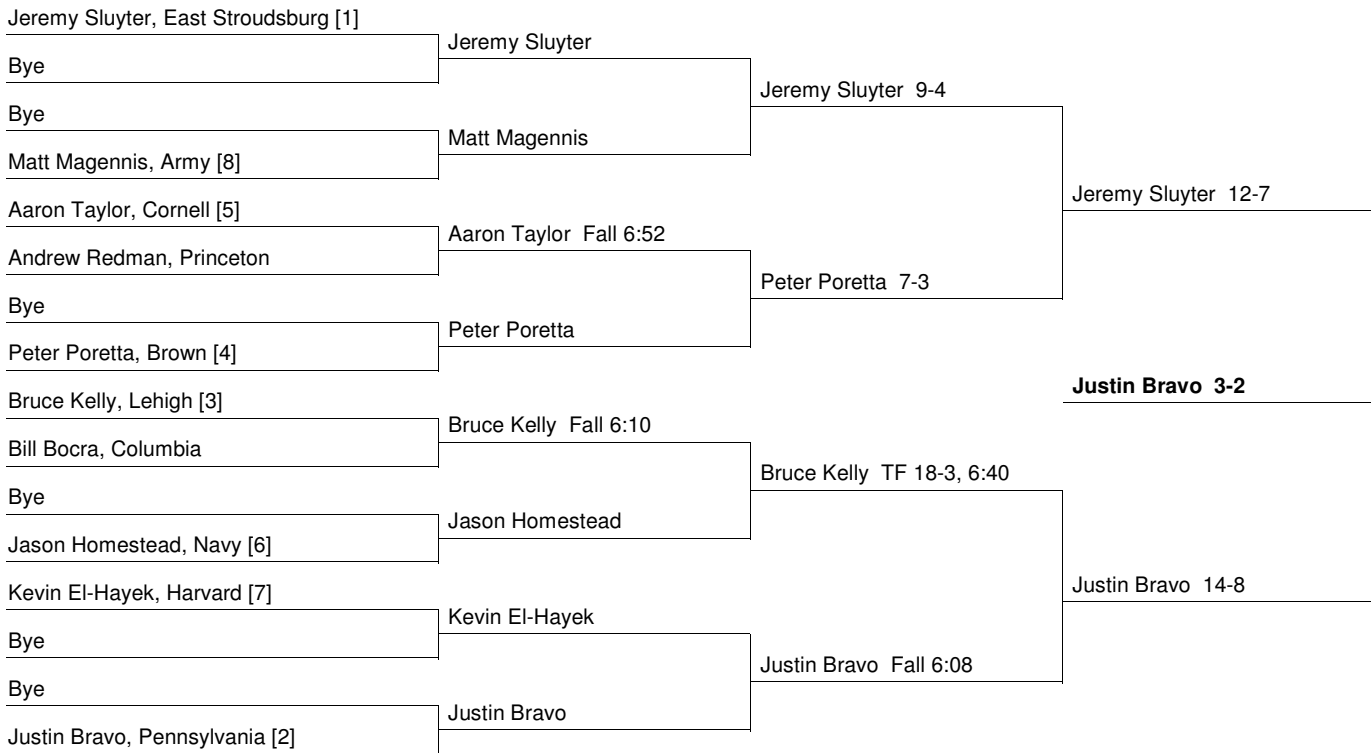 Jeremy Sluyter, East Stroudsburg [1]
Bye
Bye
Matt Magennis, Army [8]
Aaron Taylor, Cornell [5]
Andrew Redman, Princeton
Bye
Peter Poretta, Brown [4]
Bruce Kelly, Lehigh [3]
Bill Bocra, Columbia
Bye
Jason Homestead, Navy [6]
Kevin El-Hayek, Harvard [7]
Bye
Bye
Justin Bravo, Pennsylvania [2]
Jeremy Sluyter
Matt Magennis
Aaron Taylor Fall 6:52
Peter Poretta
Bruce Kelly Fall 6:10
Jason Homestead
Kevin El-Hayek
Justin Bravo
Jeremy Sluyter 9-4
Peter Poretta 7-3
Bruce Kelly TF 18-3, 6:40
Justin Bravo Fall 6:08
Jeremy Sluyter 12-7
Justin Bravo 3-2
Justin Bravo 14-8